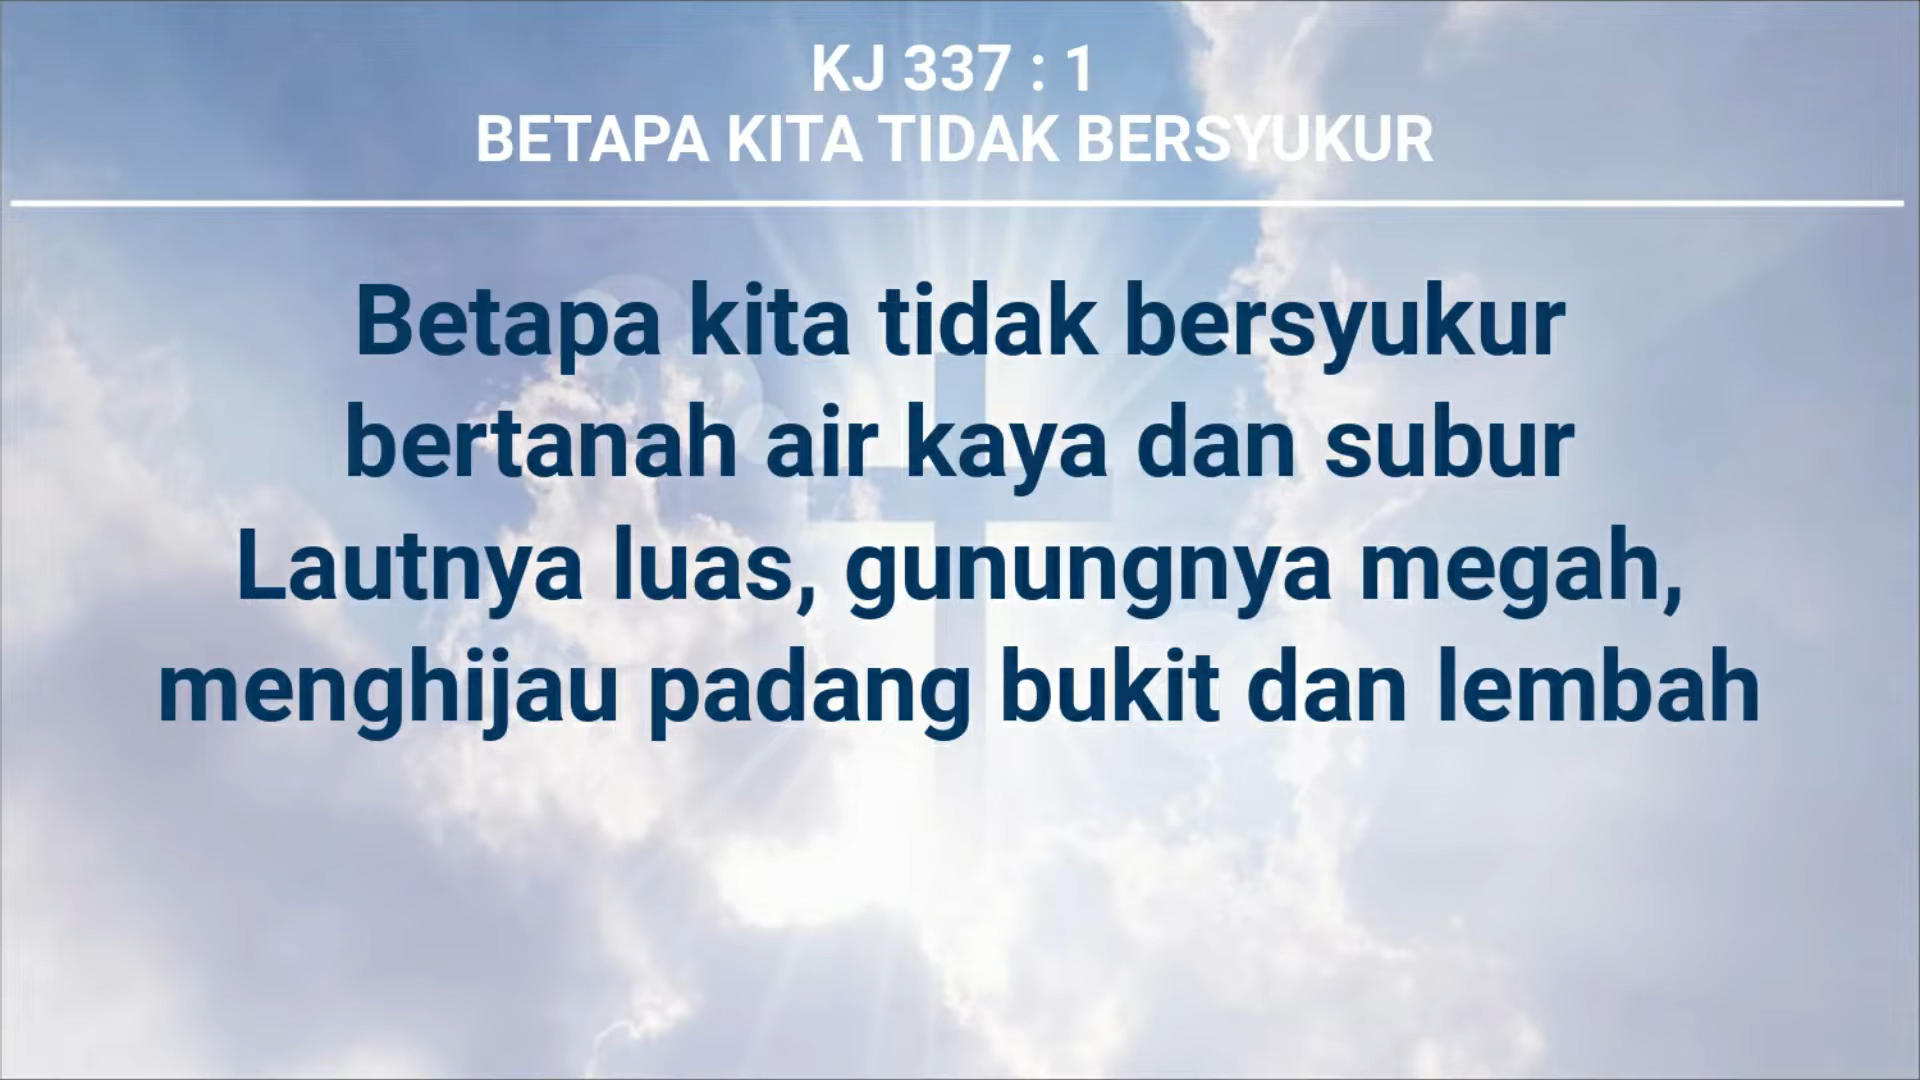 KJ 337 : 1
BETAPA KITA TIDAK BERSYUKUR
Betapa kita tidak bersyukur
bertanah air kaya dan subur
Lautnya luas, gunungnya megah,
menghijau padang bukit dan lembah